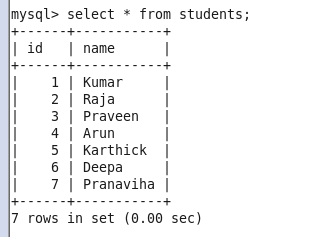 mysql> select * from students;
+------+-----------+
| id   | name      |
+------+-----------+
|    1 | Kumar     |
|    2 | Raja      |
|    3 | Praveen   |
|    4 | Arun      |
|    5 | Karthick  |
|    6 | Deepa     |
|    7 | Pranaviha |
+------+-----------+
7 rows in set (0.00 sec)